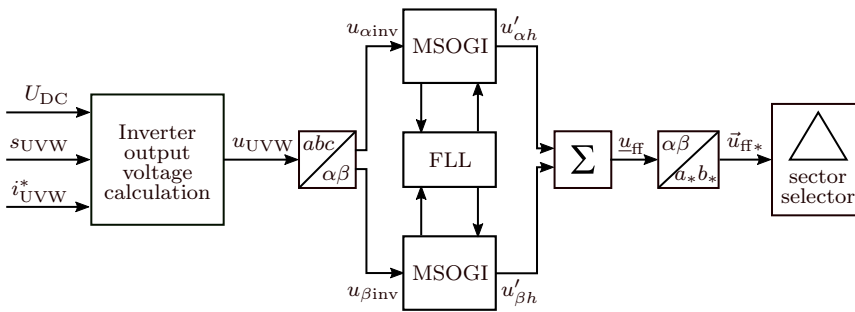 U_DC
s_UVW
i*_UVW
Inverter
output
voltage
calculation
u_UVW
abc
αβ
u_αinv
u_βinv
MSOGI
FLL
MSOGI
u'_αh
u'_βh
Σ
u_ff
αβ
a_*b_*
u⃗_ff*
sector
selector